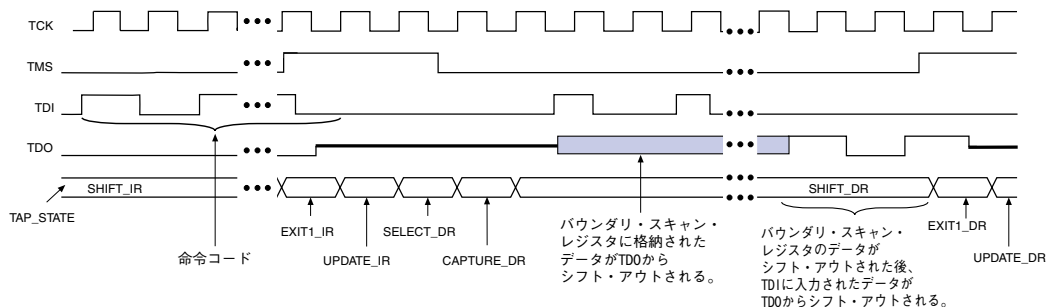 TCK
TMS
TDI
TDO
SHIFT_IR
SHIFT_DR
TAP_STATE
EXIT1_IR
SELECT_DR
EXIT1_DR
命令コード
UPDATE_IR
CAPTURE_DR
UPDATE_DR
バウンダリ・スキャン・
レジスタに格納された
データがTDOから
シフト・アウトされる。
バウンダリ・スキャン・
レジスタのデータが
シフト・アウトされた後、
TDIに入力されたデータが
TDOからシフト・アウトされる。